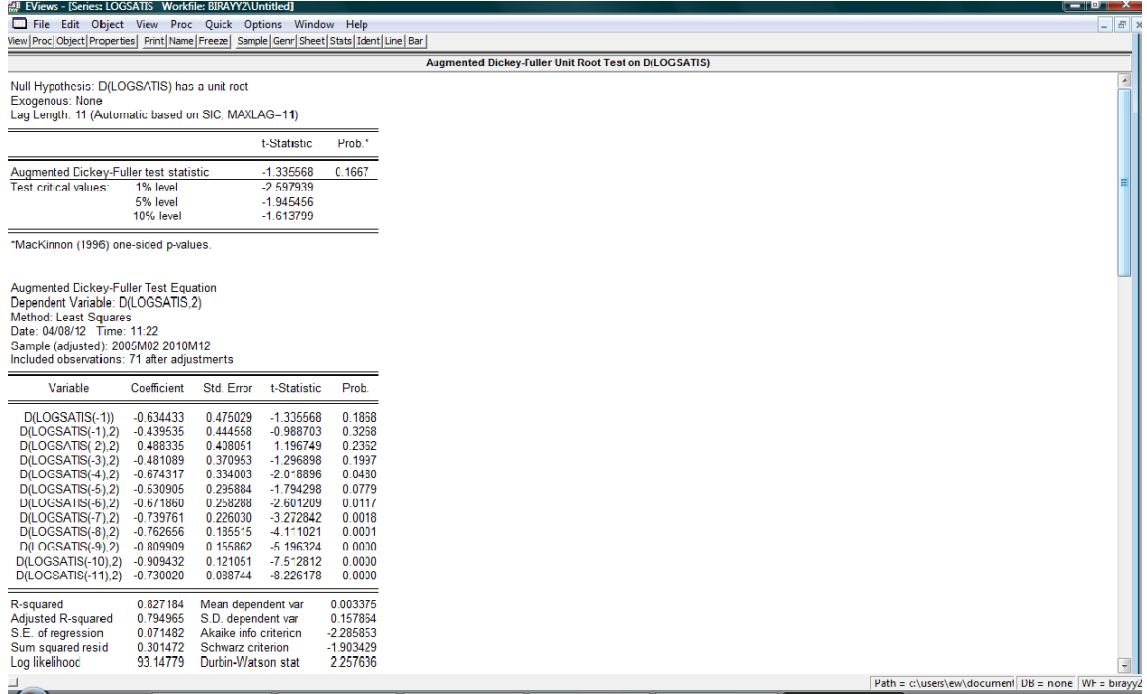 EViews - [Series: LOGSATIS Workfile: BIRAYY2\Untitled]
File Edit Object View Proc Quick Options Window Help
View Proc Object Properties Print Name Freeze Sample Genr Sheet Stats Ident Line Bar
Augmented Dickey-Fuller Unit Root Test on D(LOGSATIS)
Null Hypothesis: D(LOGSATIS) has a unit root
Exogenous: None
Lag Length: 11 (Automatic based on SIC, MAXLAG=11)
t-Statistic Prob.*
Augmented Dickey-Fuller test statistic -1.335568 0.1667
Test critical values: 1% level -2.597939
5% level -1.945456
10% level -1.613799
*MacKinnon (1996) one-sided p-values.
Augmented Dickey-Fuller Test Equation
Dependent Variable: D(LOGSATIS,2)
Method: Least Squares
Date: 04/08/12 Time: 11:22
Sample (adjusted): 2005M02 2010M12
Included observations: 71 after adjustments
Variable Coefficient Std. Error t-Statistic Prob.
D(LOGSATIS(-1)) -0.634433 0.475029 -1.335568 0.1868
D(LOGSATIS(-1),2) -0.439535 0.444558 -0.988703 0.3268
D(LOGSATIS(-2),2) -0.488335 0.408051 -1.196749 0.2362
D(LOGSATIS(-3),2) -0.481089 0.370953 -1.296898 0.1997
D(LOGSATIS(-4),2) -0.674317 0.334003 -2.018896 0.0480
D(LOGSATIS(-5),2) -0.530905 0.295884 -1.794298 0.0779
D(LOGSATIS(-6),2) -0.671860 0.258288 -2.601209 0.0117
D(LOGSATIS(-7),2) -0.739761 0.226030 -3.272842 0.0018
D(LOGSATIS(-8),2) -0.762656 0.185515 -4.111021 0.0001
D(LOGSATIS(-9),2) -0.809909 0.155862 -5.196324 0.0000
D(LOGSATIS(-10),2) -0.909432 0.121051 -7.512812 0.0000
D(LOGSATIS(-11),2) -0.730020 0.088744 -8.226178 0.0000
R-squared 0.827184 Mean dependent var 0.003375
Adjusted R-squared 0.794965 S.D. dependent var 0.157864
S.E. of regression 0.071482 Akaike info criterion -2.285853
Sum squared resid 0.301472 Schwarz criterion -1.903429
Log likelihood 93.14779 Durbin-Watson stat 2.257636
Path = c:\users\ew\document DB = none WF = birayy2